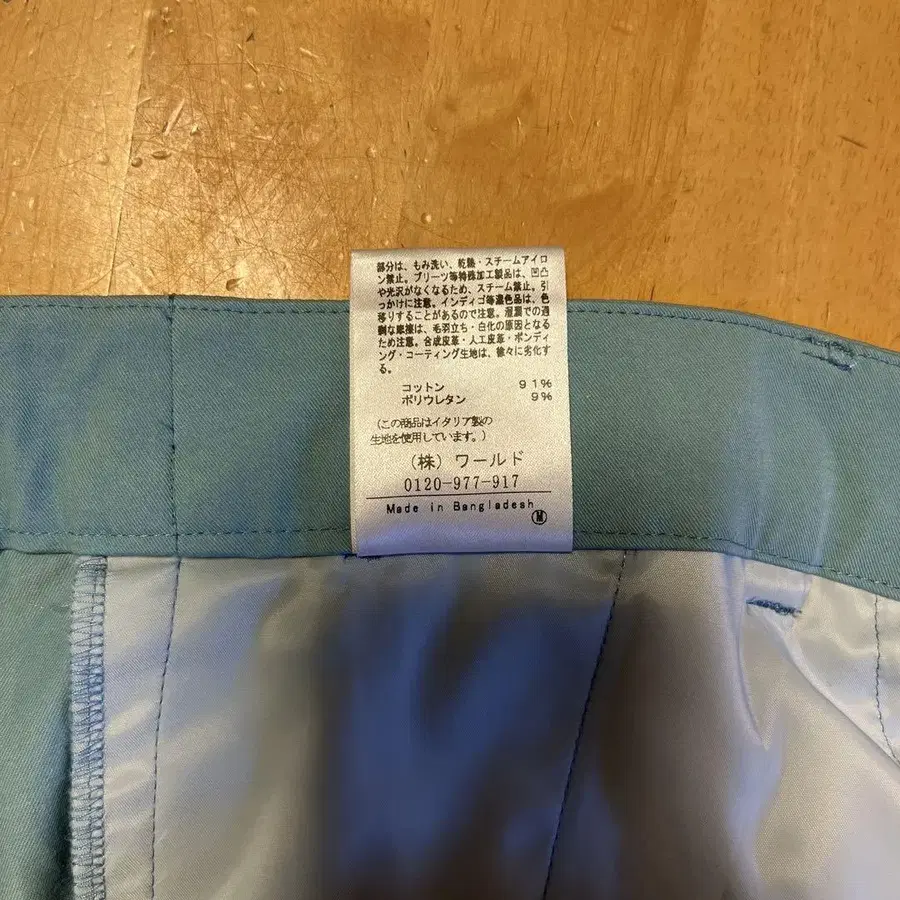 部分は、もみ洗い、乾熱・スチームアイロ
ン禁止。プリーツ等特殊加工製品は、凹凸
や光沢がなくなるため、スチーム禁止。引
っかけに注意。インディゴ等濃色品は、色
移りすることがあるので注意。湿潤での過
剰な摩擦は、毛羽立ち・白化の原因となる
ため注意。合成皮革・人工皮革・ボンディ
ング・コーティング生地は、徐々に劣化す
る。
コットン 91%
ポリウレタン 9%
(この商品はイタリア製の
生地を使用しています。)
(株) ワールド
0120-977-917
Made in Bangladesh
M